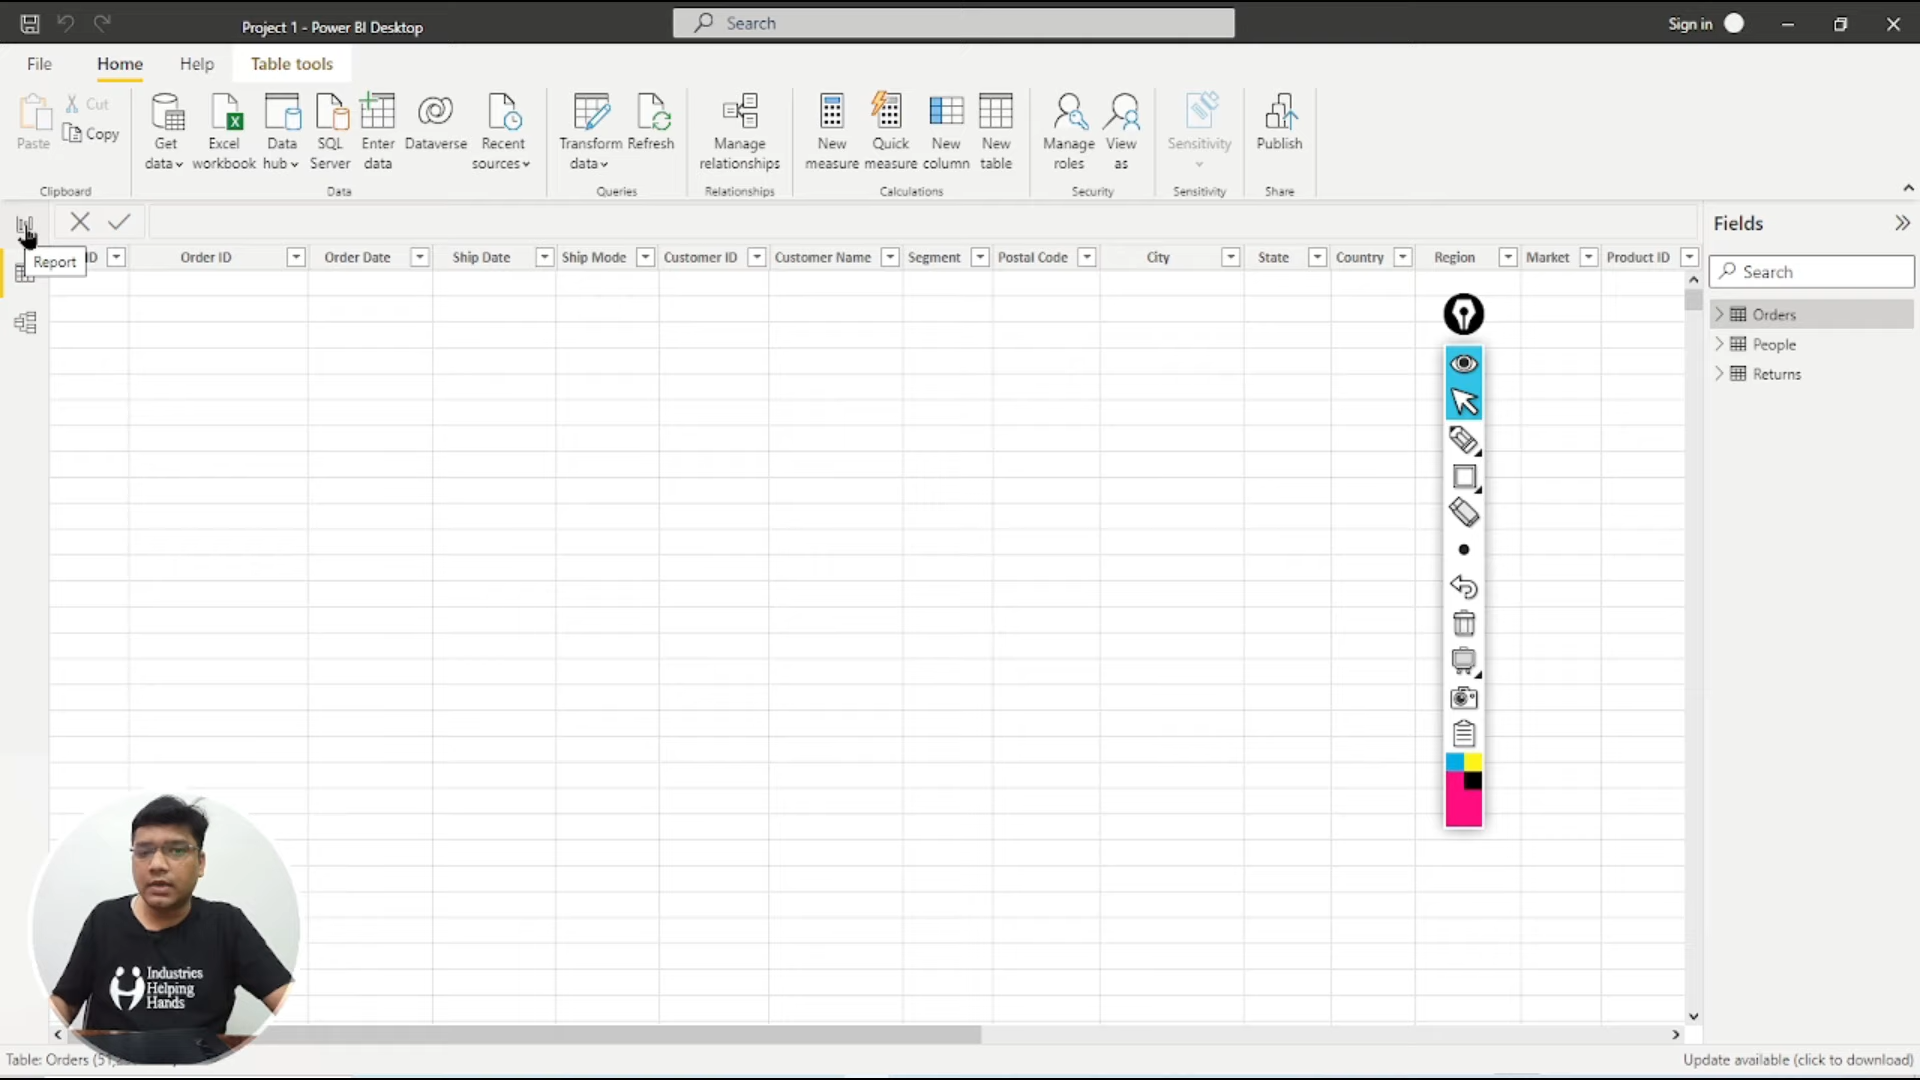 Project 1 - Power BI Desktop
Search
Sign in
File
Home
Help
Table tools
Paste
Cut
Copy
Get data
Excel workbook
Data hub
SQL Server
Enter data
Dataverse
Recent sources
Transform data
Refresh
Manage relationships
New measure
Quick measure
New column
New table
Manage roles
View as
Sensitivity
Publish
Clipboard
Data
Queries
Relationships
Calculations
Security
Sensitivity
Share
Report
ID
Order ID
Order Date
Ship Date
Ship Mode
Customer ID
Customer Name
Segment
Postal Code
City
State
Country
Region
Market
Product ID
Fields
Search
Orders
People
Returns
Industries
Helping
Hands
Table: Orders
Update available (click to download)